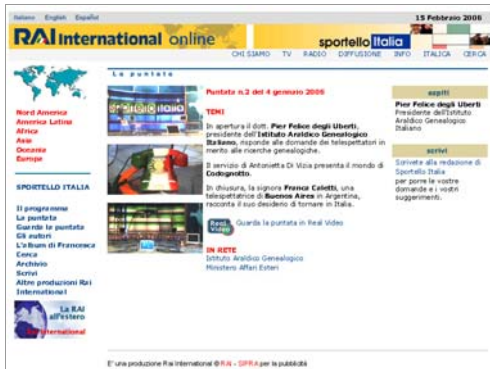 Italiano English Español
15 Febbraio 2006
RAI International online
sportello Italia
CHI SIAMO TV RADIO DIFFUSIONE INFO ITALICA CERCA
La puntata
Nord America
America Latina
Africa
Asia
Oceania
Europa
SPORTELLO ITALIA
Il programma
La puntata
Guarda la puntata
Gli autori
L'album di Francesca
Cerca
Archivio
Scrivi
Altre produzioni Rai
International
La RAI
all'estero
Rai International
Puntata n.2 del 4 gennaio 2006
TEMI
In apertura il dott. Pier Felice degli Uberti,
presidente dell'Istituto Araldico Genealogico
Italiano, risponde alle domande dei telespettatori in
merito alle ricerche genealogiche.
Il servizio di Antonietta Di Vizia presenta il mondo di
Codognotto.
In chiusura, la signora Franca Caletti, una
telespettatrice di Buenos Aires in Argentina,
racconta il suo desiderio di tornare in Italia.
Real Video
Guarda la puntata in Real Video
IN RETE
Istituto Araldico Genealogico
Ministero Affari Esteri
ospiti
Pier Felice degli Uberti
Presidente dell'Istituto
Araldico Genealogico
Italiano
scrivi
Scrivete alla redazione di
Sportello Italia
per porre le vostre
domande e i vostri
suggerimenti.
E' una produzione Rai International © RAI - SIPRA per la pubblicità